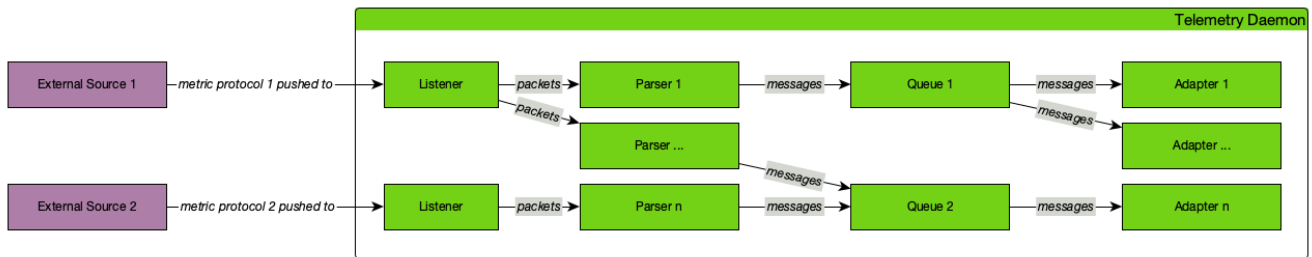 Telemetry Daemon
External Source 1
metric protocol 1 pushed to
Listener
packets
Parser 1
messages
Queue 1
messages
Adapter 1
packets
messages
Parser ...
Adapter ...
messages
External Source 2
metric protocol 2 pushed to
Listener
packets
Parser n
messages
Queue 2
messages
Adapter n